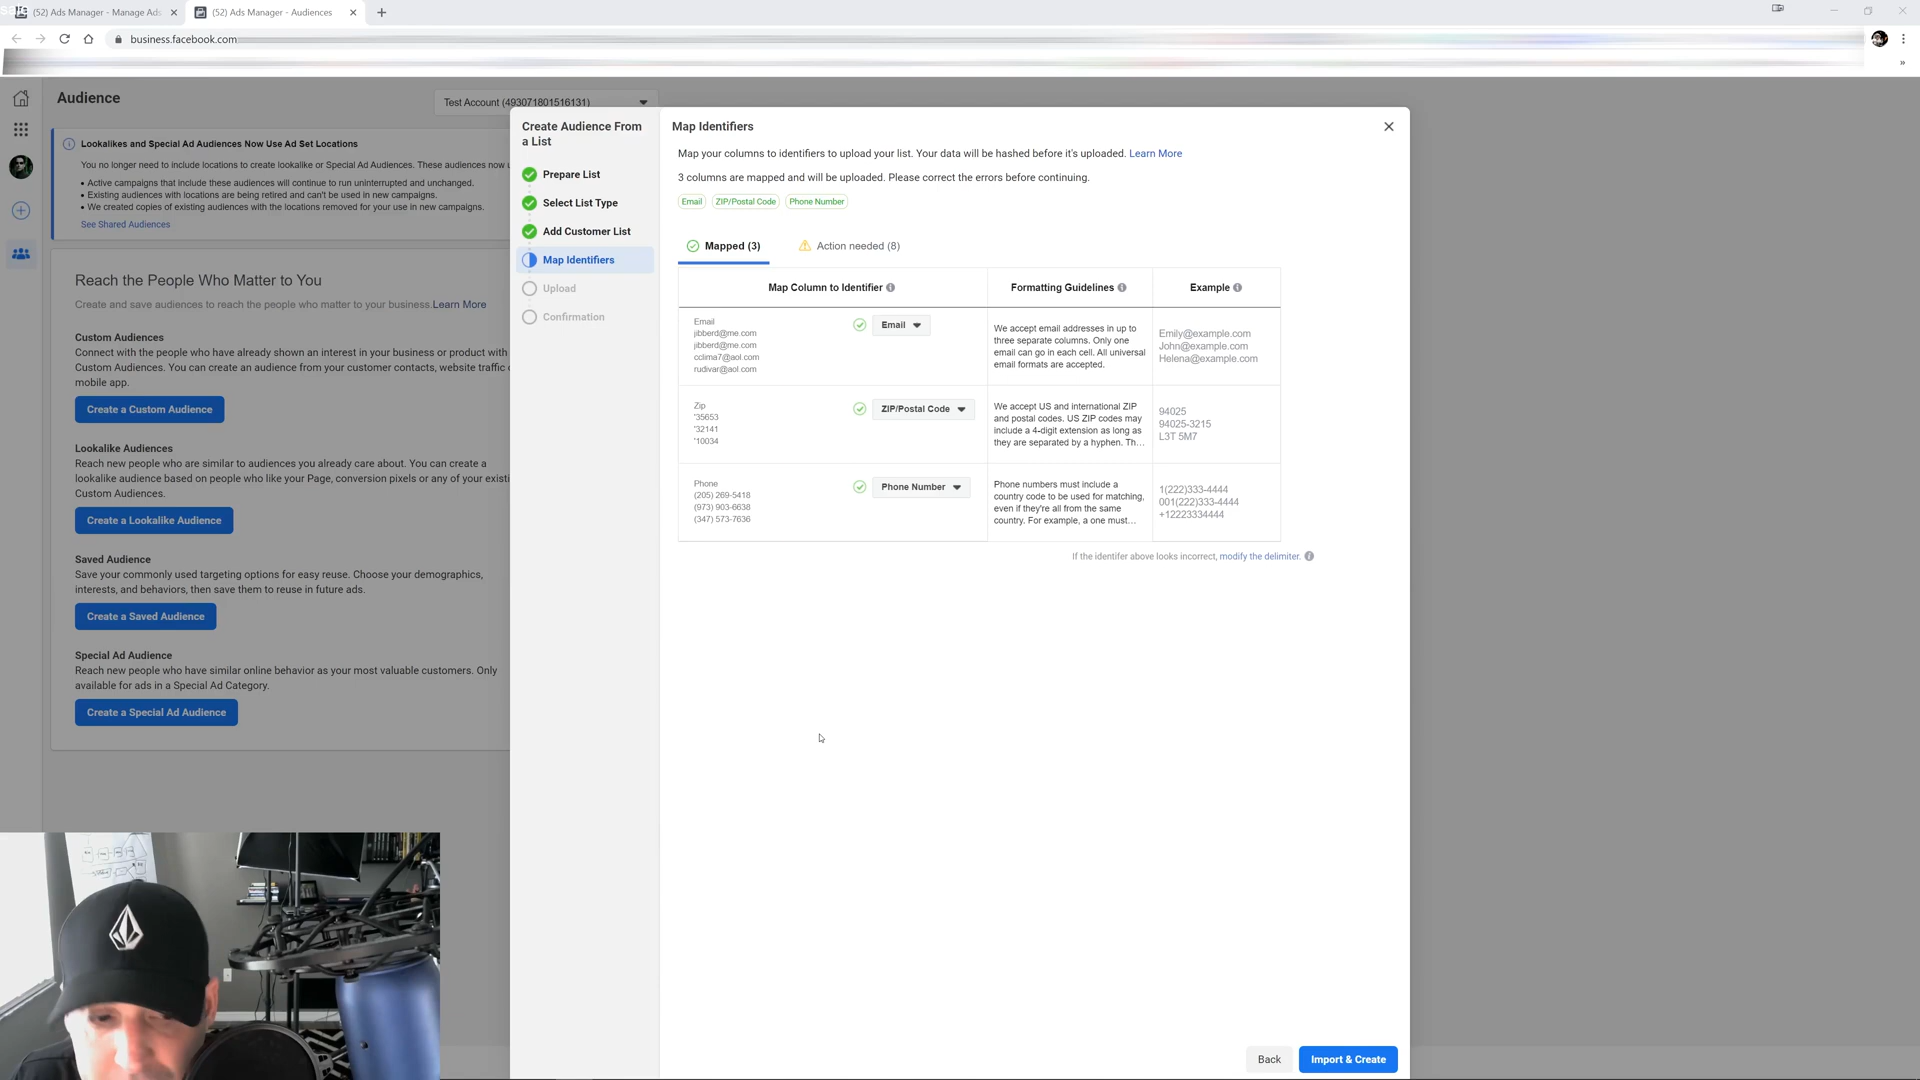 (52) Ads Manager - Manage Ads
(52) Ads Manager - Audiences
business.facebook.com
Audience
Test Account (493071801516131)
Lookalikes and Special Ad Audiences Now Use Ad Set Locations
You no longer need to include locations to create lookalike or Special Ad Audiences. These audiences now
• Active campaigns that include these audiences will continue to run uninterrupted and unchanged.
• Existing audiences with locations are being retired and can't be used in new campaigns.
• We created copies of existing audiences with the locations removed for your use in new campaigns.
See Shared Audiences
Reach the People Who Matter to You
Create and save audiences to reach the people who matter to your business.Learn More
Custom Audiences
Connect with the people who have already shown an interest in your business or product with
Custom Audiences. You can create an audience from your customer contacts, website traffic
mobile app.
Create a Custom Audience
Lookalike Audiences
Reach new people who are similar to audiences you already care about. You can create a
lookalike audience based on people who like your Page, conversion pixels or any of your
Custom Audiences.
Create a Lookalike Audience
Saved Audience
Save your commonly used targeting options for easy reuse. Choose your demographics,
interests, and behaviors, then save them to reuse in future ads.
Create a Saved Audience
Special Ad Audience
Reach new people who have similar online behavior as your most valuable customers. Only
available for ads in a Special Ad Category.
Create a Special Ad Audience
Create Audience From
a List
Prepare List
Select List Type
Add Customer List
Map Identifiers
Upload
Confirmation
Map Identifiers
Map your columns to identifiers to upload your list. Your data will be hashed before it's uploaded. Learn More
3 columns are mapped and will be uploaded. Please correct the errors before continuing.
Email ZIP/Postal Code Phone Number
Mapped (3) Action needed (8)
Map Column to Identifier Formatting Guidelines Example
Email
jibberd@me.com
jibberd@me.com
cclima7@aol.com
rudivar@aol.com
Email
We accept email addresses in up to
three separate columns. Only one
email can go in each cell. All universal
email formats are accepted.
Emily@example.com
John@example.com
Helena@example.com
Zip
'35653
'32141
'10034
ZIP/Postal Code
We accept US and international ZIP
and postal codes. US ZIP codes may
include a 4-digit extension as long as
they are separated by a hyphen. Th...
94025
94025-3215
L3T 5M7
Phone
(205) 269-5418
(973) 903-6638
(347) 573-7636
Phone Number
Phone numbers must include a
country code to be used for matching,
even if they're all from the same
country. For example, a one must...
1(222)333-4444
001(222)333-4444
+12223334444
If the identifer above looks incorrect, modify the delimiter.
Back
Import & Create